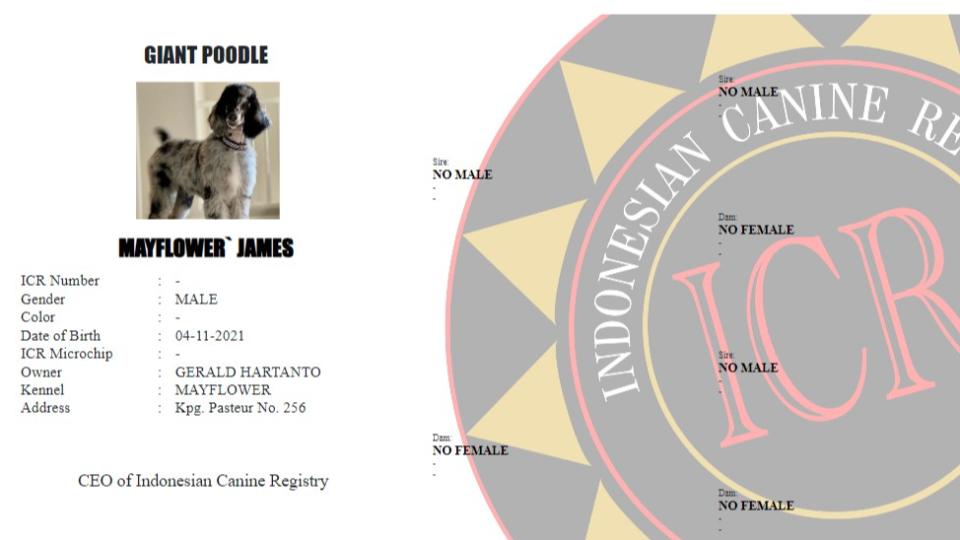 GIANT POODLE
MAYFLOWER` JAMES
ICR Number : -
Gender : MALE
Color : -
Date of Birth : 04-11-2021
ICR Microchip : -
Owner : GERALD HARTANTO
Kennel : MAYFLOWER
Address : Kpg. Pasteur No. 256
CEO of Indonesian Canine Registry
Sire:
NO MALE
-
-
Dam:
NO FEMALE
-
-
Sire:
NO MALE
-
-
Dam:
NO FEMALE
-
-
Sire:
NO MALE
-
-
Dam:
NO FEMALE
-
-
INDONESIAN CANINE RE
ICR